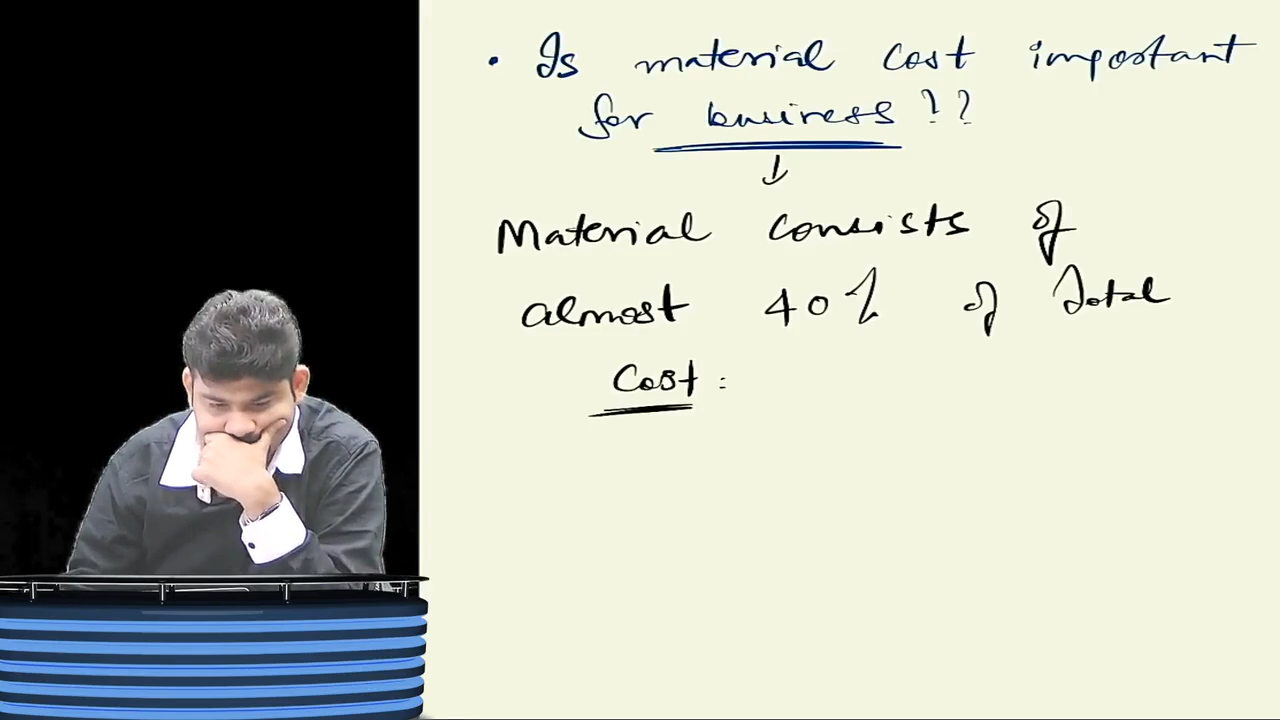 • Is material cost important
for business ??
↓
Material consists of
almost 40% of Total
Cost :